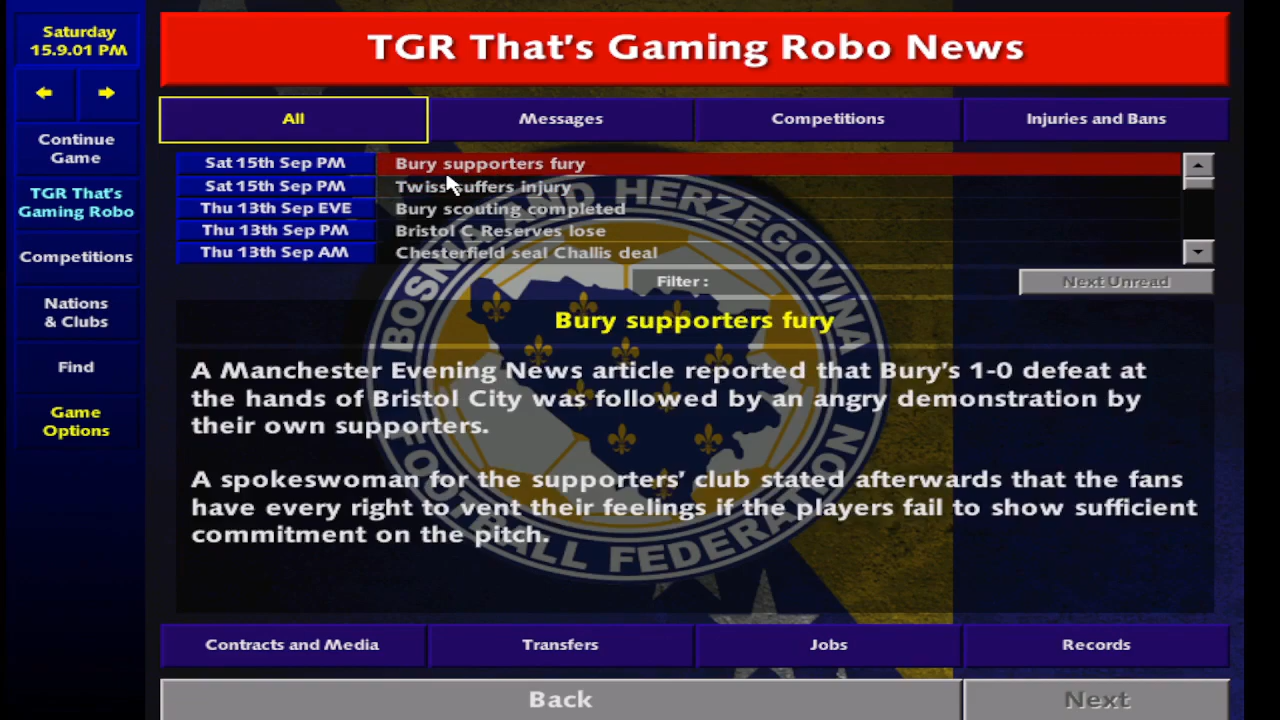 Saturday
15.9.01 PM
Continue
Game
TGR That's
Gaming Robo
Competitions
Nations
& Clubs
Find
Game
Options
TGR That's Gaming Robo News
All
Messages
Competitions
Injuries and Bans
Sat 15th Sep PM Bury supporters fury
Sat 15th Sep PM Twiss suffers injury
Thu 13th Sep EVE Bury scouting completed
Thu 13th Sep PM Bristol C Reserves lose
Thu 13th Sep AM Chesterfield seal Challis deal
Filter :
Next Unread
Bury supporters fury
A Manchester Evening News article reported that Bury's 1-0 defeat at
the hands of Bristol City was followed by an angry demonstration by
their own supporters.
A spokeswoman for the supporters' club stated afterwards that the fans
have every right to vent their feelings if the players fail to show sufficient
commitment on the pitch.
BOSNIA AND HERZEGOVINA
FOOTBALL FEDERATION
Contracts and Media
Transfers
Jobs
Records
Back
Next